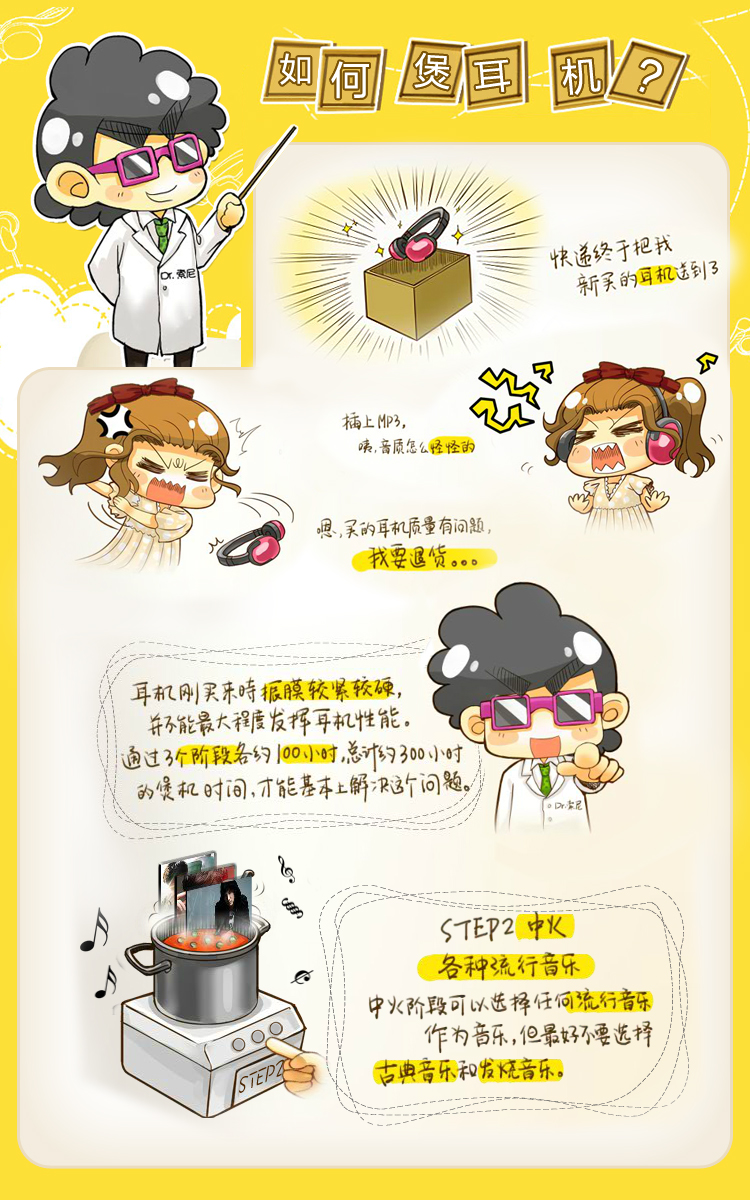 如何煲耳机?
Dr.索尼
快递终于把我
新买的耳机送到了
插上MP3,
咦,音质怎么怪怪的
嗯,买的耳机质量有问题,
我要退货。。。
耳机刚买来時振膜较紧较硬,
并不能最大程度发挥耳机性能。
通过3个阶段各约100小时,总计约300小时
的煲机时间,才能基本上解决这个问题。
Dr.索尼
STEP2 中火
各种流行音乐
中火阶段可以选择任何流行音乐
作为音乐,但最好不要选择
古典音乐和发烧音乐。
STEP2